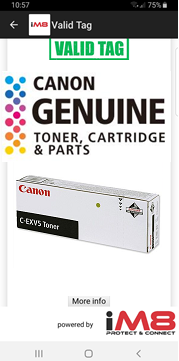 10:57
75%
iM8 Valid Tag
VALID TAG
CANON
GENUINE
TONER, CARTRIDGE
& PARTS
Canon
C-EXV5 Toner
More info
powered by iM8
PROTECT & CONNECT